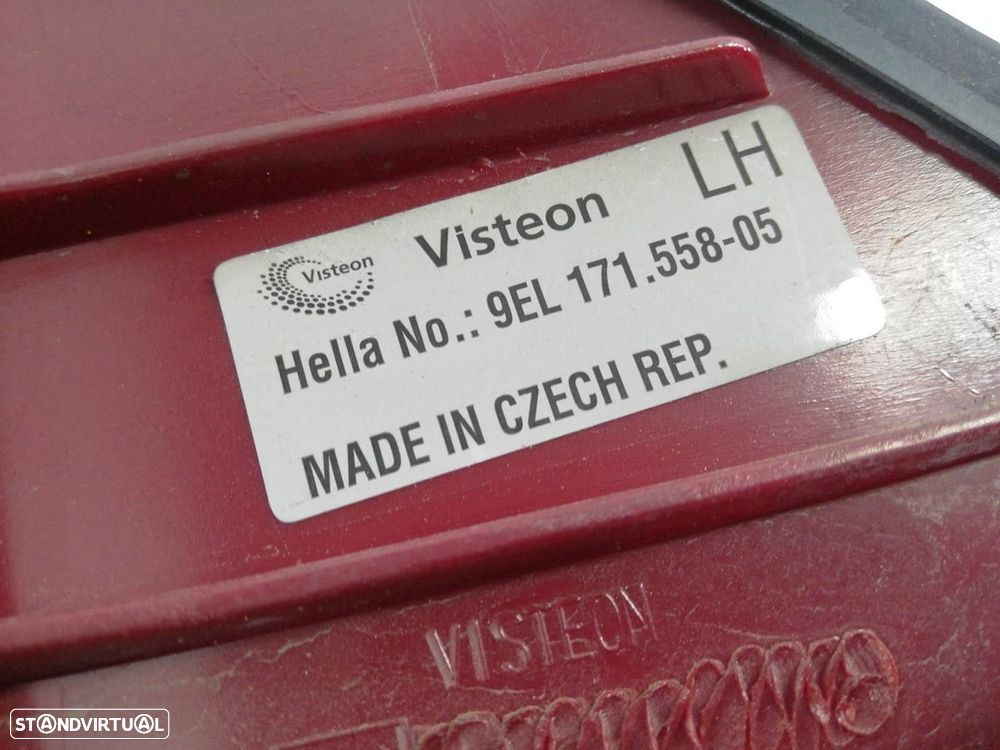 Visteon LH
Visteon
Hella No.: 9EL 171.558-05
MADE IN CZECH REP.
VISTEON
STANDVIRTUAL